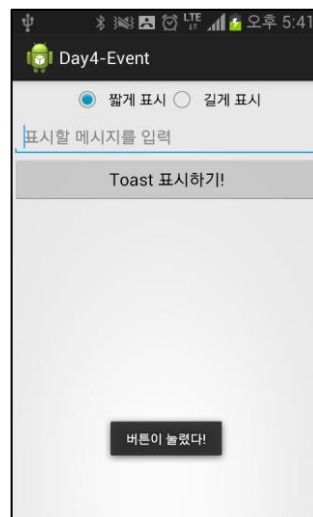 LTE 오후 5:41
Day4-Event
짧게 표시 길게 표시
표시할 메시지를 입력
Toast 표시하기!
버튼이 눌렸다!